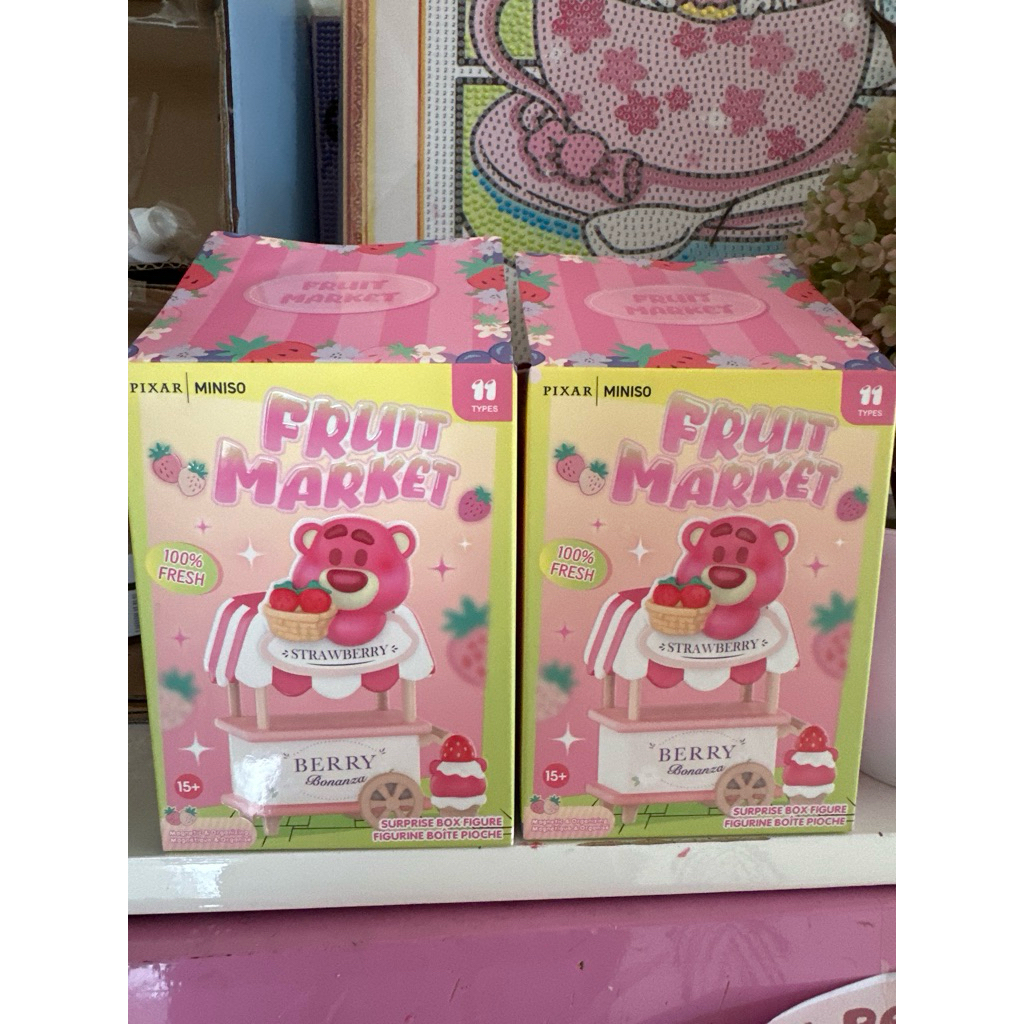 FRUIT
MARKET
PIXAR | MINISO
11
TYPES
FRUIT
MARKET
100%
FRESH
STRAWBERRY
BERRY
Bonanza
15+
SURPRISE BOX FIGURE
FIGURINE BOÎTE PIOCHE
FRUIT
MARKET
PIXAR | MINISO
11
TYPES
FRUIT
MARKET
100%
FRESH
STRAWBERRY
BERRY
Bonanza
15+
SURPRISE BOX FIGURE
FIGURINE BOÎTE PIOCHE